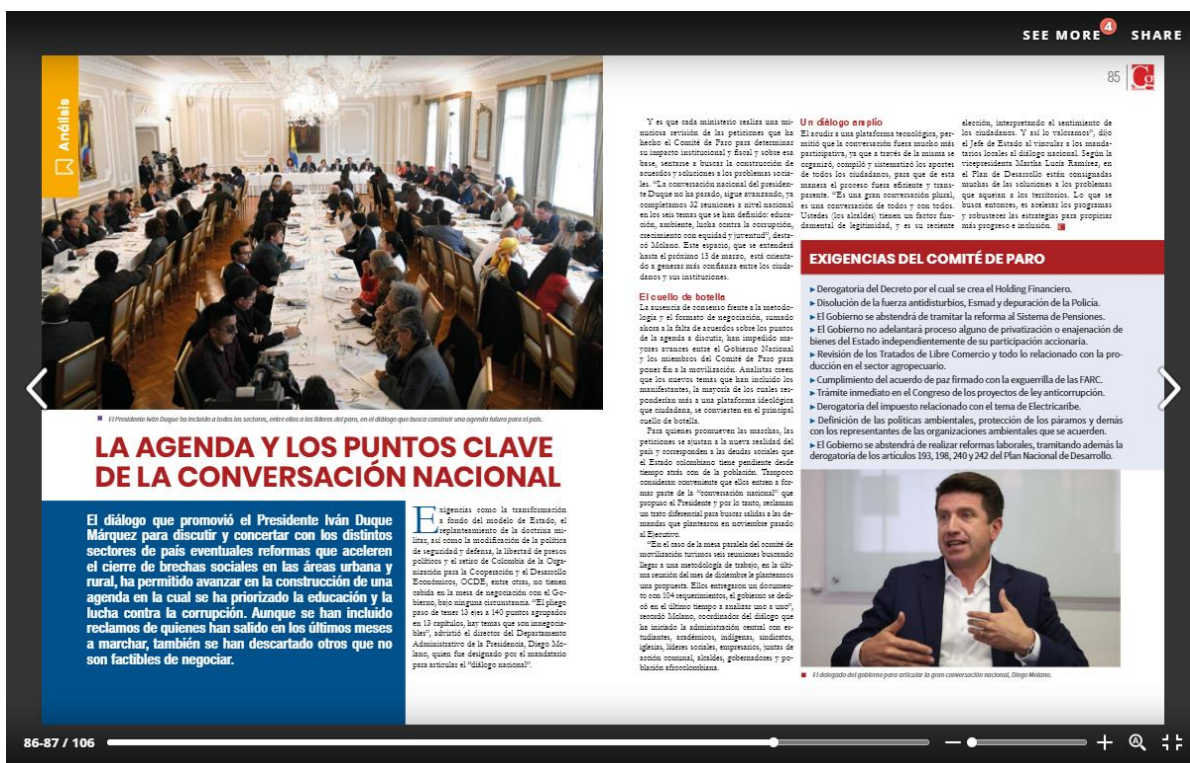 SEE MORE 4 SHARE
Análisis
El Presidente Iván Duque ha incluido a todos los sectores, entre ellos a los líderes del paro, en el diálogo que busca construir una agenda futura para el país.
LA AGENDA Y LOS PUNTOS CLAVE
DE LA CONVERSACIÓN NACIONAL
El diálogo que promovió el Presidente Iván Duque
Márquez para discutir y concertar con los distintos
sectores de país eventuales reformas que aceleren
el cierre de brechas sociales en las áreas urbana y
rural, ha permitido avanzar en la construcción de una
agenda en la cual se ha priorizado la educación y la
lucha contra la corrupción. Aunque se han incluido
reclamos de quienes han salido en los últimos meses
a marchar, también se han descartado otros que no
son factibles de negociar.
Exigencias como la transformación
a fondo del modelo de Estado, el
replanteamiento de la doctrina mi-
litar, así como la modificación de la política
de seguridad y defensa, la libertad de presos
políticos y el retiro de Colombia de la Orga-
nización para la Cooperación y el Desarrollo
Económicos, OCDE, entre otras, no tienen
cabida en la mesa de negociación con el Go-
bierno, bajo ninguna circunstancia. "El pliego
paso de tener 13 ejes a 140 puntos agrupados
en 13 capítulos, hay temas que son innegocia-
bles", advirtió el director del Departamento
Administrativo de la Presidencia, Diego Mo-
lano, quien fue designado por el mandatario
para articular el "diálogo nacional".
85 Cg
Y es que cada ministerio realiza una mi-
nuciosa revisión de las peticiones que ha
hecho el Comité de Paro para determinar
su impacto institucional y fiscal y sobre esa
base, sentarse a buscar la construcción de
acuerdos y soluciones a los problemas socia-
les. "La conversación nacional del presiden-
te Duque no ha parado, sigue avanzando, ya
completamos 32 reuniones a nivel nacional
en los seis temas que se han definido: educa-
ción, ambiente, lucha contra la corrupción,
crecimiento con equidad y juventud", desta-
có Molano. Este espacio, que se extenderá
hasta el próximo 15 de marzo, está orienta-
do a generar más confianza entre los ciuda-
danos y sus instituciones.
El cuello de botella
La ausencia de consenso frente a la metodo-
logía y el formato de negociación, sumado
ahora a la falta de acuerdos sobre los puntos
de la agenda a discutir, han impedido ma-
yores avances entre el Gobierno Nacional
y los miembros del Comité de Paro para
poner fin a la movilización. Analistas creen
que los nuevos temas que han incluido los
manifestantes, la mayoría de los cuales res-
ponderían más a una plataforma ideológica
que ciudadana, se convierten en el principal
cuello de botella.
Para quienes promueven las marchas, las
peticiones se ajustan a la nueva realidad del
país y corresponden a las deudas sociales que
el Estado colombiano tiene pendiente desde
tiempo atrás con de la población. Tampoco
consideran conveniente que ellos entren a for-
mar parte de la "conversación nacional" que
propuso el Presidente y por lo tanto, reclaman
un trato diferencial para buscar salidas a las de-
mandas que plantearon en noviembre pasado
al Ejecutivo.
"En el caso de la mesa paralela del comité de
movilización tuvimos seis reuniones buscando
llegar a una metodología de trabajo, en la últi-
ma reunión del mes de diciembre le planteamos
una propuesta. Ellos entregaron un documen-
to con 104 requerimientos, el gobierno se dedi-
có en el último tiempo a analizar uno a uno",
recordó Molano, coordinador del diálogo que
ha iniciado la administración central con es-
tudiantes, académicos, indígenas, sindicatos,
iglesias, líderes sociales, empresarios, juntas de
acción comunal, alcaldes, gobernadores y po-
blación afrocolombiana.
Un diálogo amplio
El acudir a una plataforma tecnológica, per-
mitió que la conversación fuera mucho más
participativa, ya que a través de la misma se
organizó, compiló y sistematizó los aportes
de todos los ciudadanos, para que de esta
manera el proceso fuera eficiente y trans-
parente. "Es una gran conversación plural,
es una conversación de todos y con todos.
Ustedes (los alcaldes) tienen un factor fun-
damental de legitimidad, y es su reciente
elección, interpretando el sentimiento de
los ciudadanos. Y así lo valoramos", dijo
el Jefe de Estado al vincular a los manda-
tarios locales al diálogo nacional. Según la
vicepresidenta Martha Lucía Ramírez, en
el Plan de Desarrollo están consignadas
muchas de las soluciones a los problemas
que aquejan a los territorios. Lo que se
busca entonces, es acelerar los programas
y robustecer las estrategias para propiciar
más progreso e inclusión.
EXIGENCIAS DEL COMITÉ DE PARO
▸Derogatoria del Decreto por el cual se crea el Holding Financiero.
▸Disolución de la fuerza antidisturbios, Esmad y depuración de la Policía.
▸El Gobierno se abstendrá de tramitar la reforma al Sistema de Pensiones.
▸El Gobierno no adelantará proceso alguno de privatización o enajenación de
bienes del Estado independientemente de su participación accionaria.
▸Revisión de los Tratados de Libre Comercio y todo lo relacionado con la pro-
ducción en el sector agropecuario.
▸Cumplimiento del acuerdo de paz firmado con la exguerrilla de las FARC.
▸Trámite inmediato en el Congreso de los proyectos de ley anticorrupción.
▸Derogatoria del impuesto relacionado con el tema de Electricaribe.
▸Definición de las políticas ambientales, protección de los páramos y demás
con los representantes de las organizaciones ambientales que se acuerden.
▸El Gobierno se abstendrá de realizar reformas laborales, tramitando además la
derogatoria de los artículos 193, 198, 240 y 242 del Plan Nacional de Desarrollo.
El delegado del gobierno para articular la gran conversación nacional, Diego Molano.
86-87 / 106